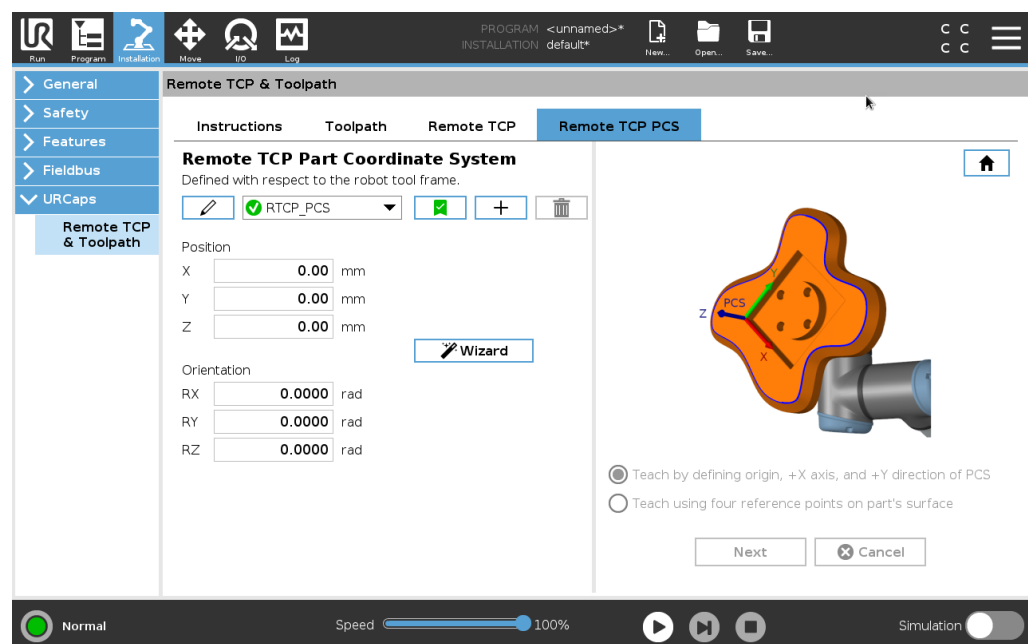 UR
Run
Program
Installation
Move
I/O
Log
PROGRAM <unnamed>*
INSTALLATION default*
New...
Open...
Save...
C C
C C
General
Safety
Features
Fieldbus
URCaps
Remote TCP
& Toolpath
Remote TCP & Toolpath
Instructions
Toolpath
Remote TCP
Remote TCP PCS
Remote TCP Part Coordinate System
Defined with respect to the robot tool frame.
RTCP_PCS
Position
X 0.00 mm
Y 0.00 mm
Z 0.00 mm
Wizard
Orientation
RX 0.0000 rad
RY 0.0000 rad
RZ 0.0000 rad
Y
PCS
Z
X
Teach by defining origin, +X axis, and +Y direction of PCS
Teach using four reference points on part's surface
Next
Cancel
Normal
Speed
100%
Simulation